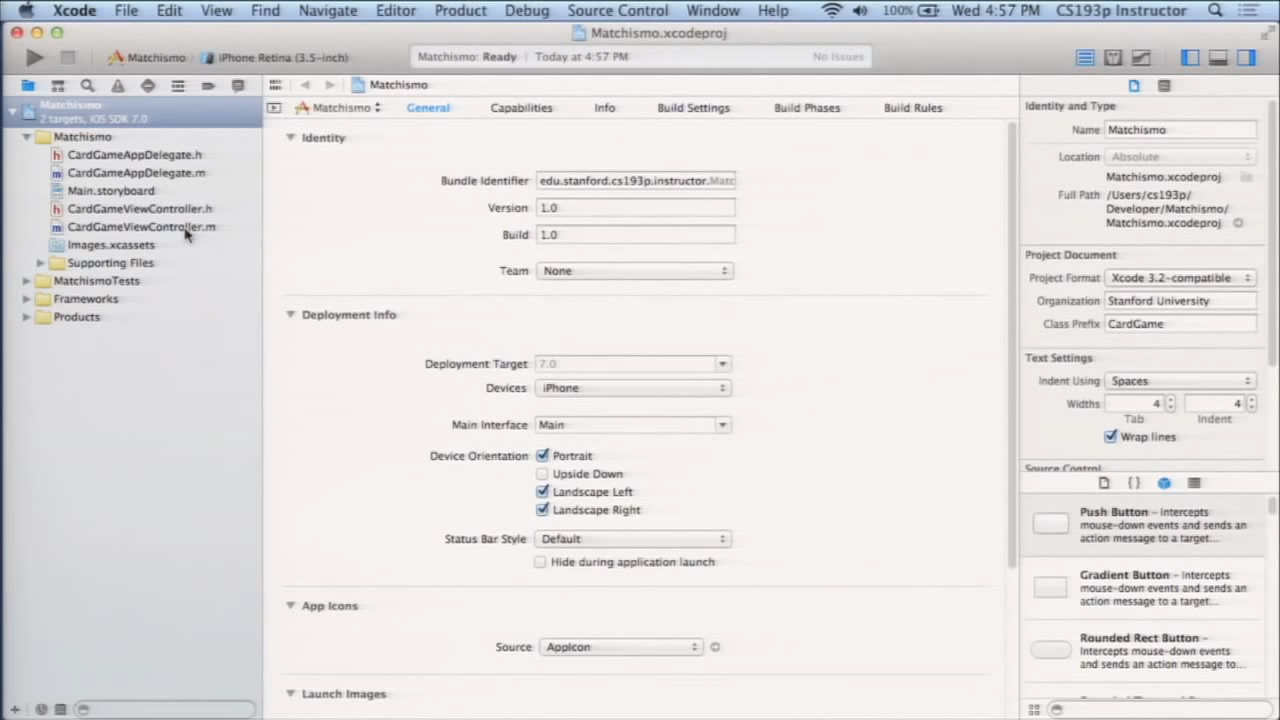 Xcode File Edit View Find Navigate Editor Product Debug Source Control Window Help 100% Wed 4:57 PM CS193p Instructor
Matchismo.xcodeproj
Matchismo iPhone Retina (3.5-inch) Matchismo: Ready Today at 4:57 PM No Issues
Matchismo
2 targets, iOS SDK 7.0
Matchismo
CardGameAppDelegate.h
CardGameAppDelegate.m
Main.storyboard
CardGameViewController.h
CardGameViewController.m
Images.xcassets
Supporting Files
MatchismoTests
Frameworks
Products
Matchismo
Matchismo General Capabilities Info Build Settings Build Phases Build Rules
Identity
Bundle Identifier edu.stanford.cs193p.instructor.Matc
Version 1.0
Build 1.0
Team None
Deployment Info
Deployment Target 7.0
Devices iPhone
Main Interface Main
Device Orientation Portrait
Upside Down
Landscape Left
Landscape Right
Status Bar Style Default
Hide during application launch
App Icons
Source AppIcon
Launch Images
Identity and Type
Name Matchismo
Location Absolute
Matchismo.xcodeproj
Full Path /Users/cs193p/
Developer/Matchismo/
Matchismo.xcodeproj
Project Document
Project Format Xcode 3.2-compatible
Organization Stanford University
Class Prefix CardGame
Text Settings
Indent Using Spaces
Widths 4 4
Tab Indent
Wrap lines
Source Control
Push Button - Intercepts
mouse-down events and sends an
action message to a target...
Gradient Button - Intercepts
mouse-down events and sends an
action message to a target...
Rounded Rect Button -
Intercepts mouse-down events
and sends an action message to...